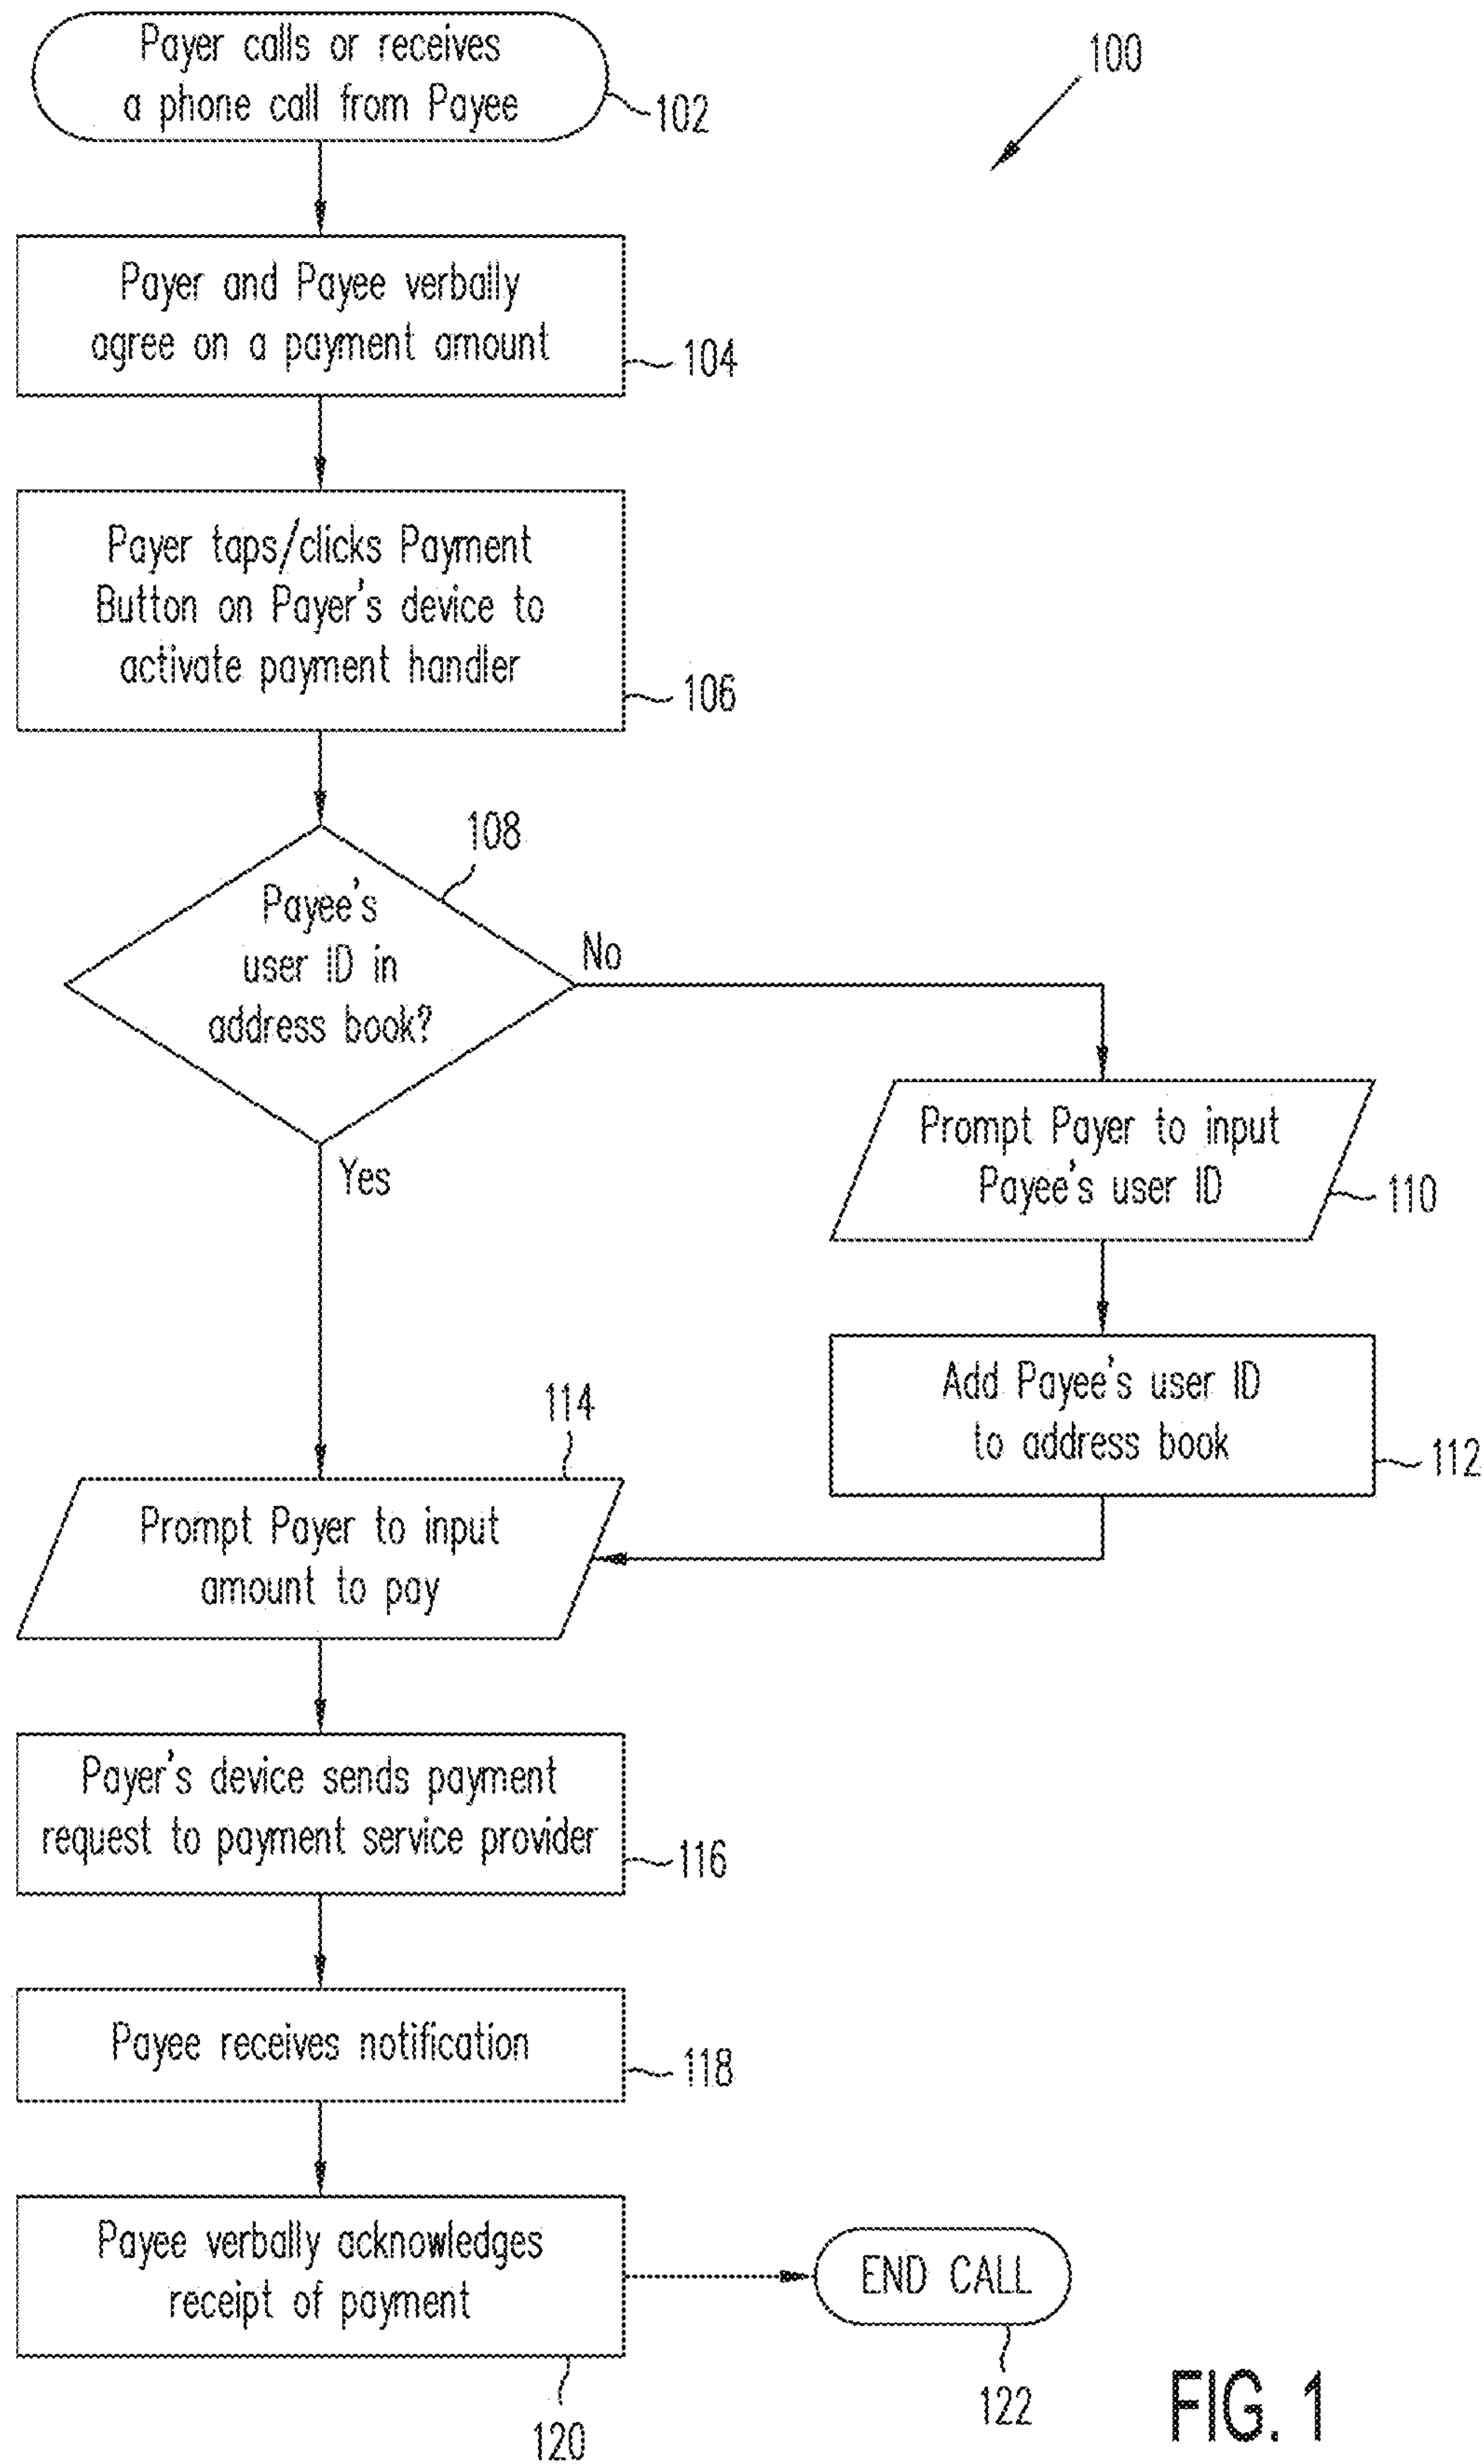 Payer calls or receives
a phone call from Payee
102
100
Payer and Payee verbally
agree on a payment amount
104
Payer taps/clicks Payment
Button on Payer's device to
activate payment handler
106
108
Payee's
user ID in
address book?
No
Yes
Prompt Payer to input
Payee's user ID
110
Add Payee's user ID
to address book
112
114
Prompt Payer to input
amount to pay
Payer's device sends payment
request to payment service provider
116
Payee receives notification
118
Payee verbally acknowledges
receipt of payment
120
END CALL
122
FIG. 1